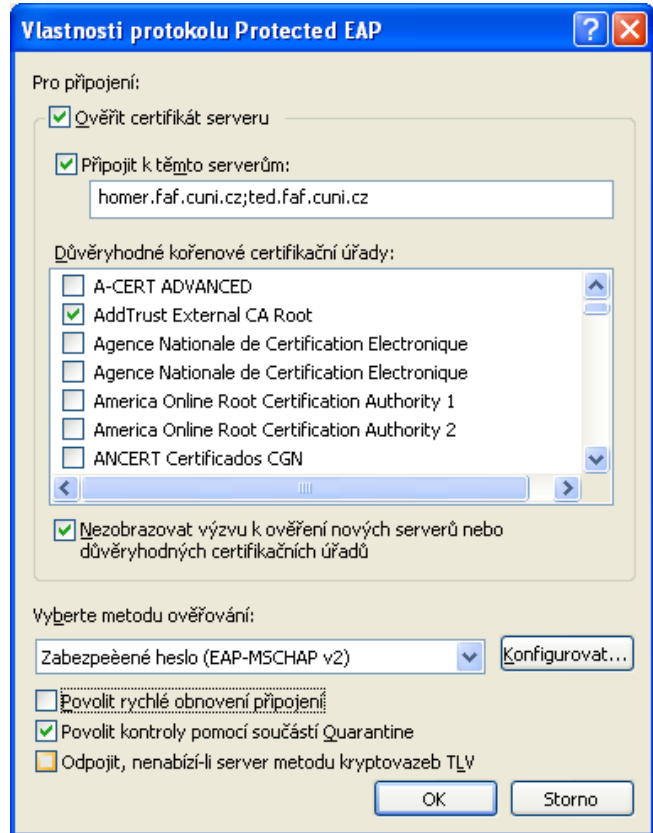 Vlastnosti protokolu Protected EAP
Pro připojení:
Ověřit certifikát serveru
Připojit k těmto serverům:
homer.faf.cuni.cz;ted.faf.cuni.cz
Důvěryhodné kořenové certifikační úřady:
A-CERT ADVANCED
AddTrust External CA Root
Agence Nationale de Certification Electronique
Agence Nationale de Certification Electronique
America Online Root Certification Authority 1
America Online Root Certification Authority 2
ANCERT Certificados CGN
Nezobrazovat výzvu k ověření nových serverů nebo
důvěryhodných certifikačních úřadů
Vyberte metodu ověřování:
Zabezpeèené heslo (EAP-MSCHAP v2)
Konfigurovat...
Povolit rychlé obnovení připojení
Povolit kontroly pomocí součástí Quarantine
Odpojit, nenabízí-li server metodu kryptovazeb TLV
OK
Storno